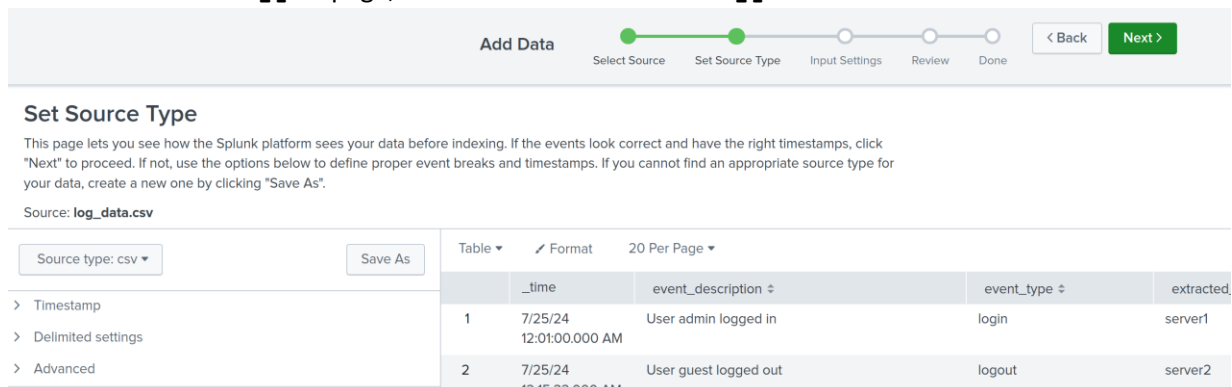 Add Data
Select Source
Set Source Type
Input Settings
Review
Done
< Back
Next >
Set Source Type
This page lets you see how the Splunk platform sees your data before indexing. If the events look correct and have the right timestamps, click
"Next" to proceed. If not, use the options below to define proper event breaks and timestamps. If you cannot find an appropriate source type for
your data, create a new one by clicking "Save As".
Source: log_data.csv
Source type: csv
Save As
Table
Format
20 Per Page
> Timestamp
> Delimited settings
> Advanced
_time event_description event_type extracted_
1 7/25/24 User admin logged in login server1
12:01:00.000 AM
2 7/25/24 User guest logged out logout server2